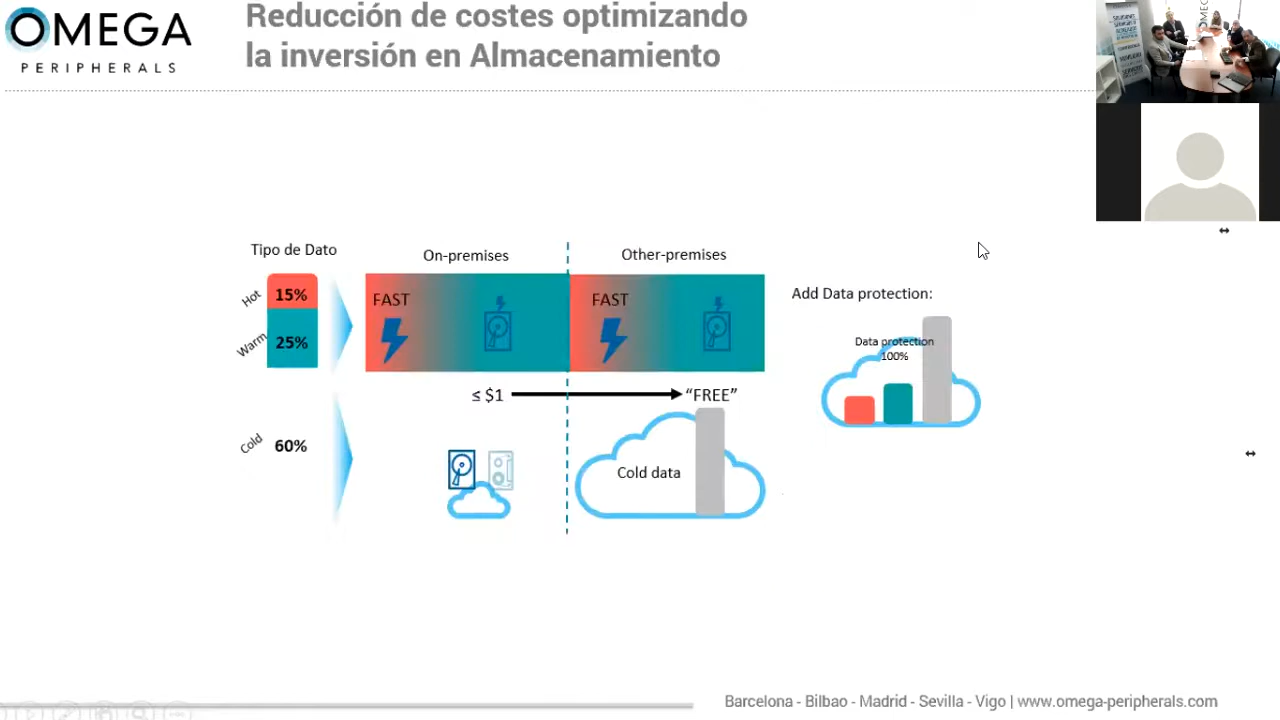 OMEGA
PERIPHERALS
Reducción de costes optimizando
la inversión en Almacenamiento
Tipo de Dato
On-premises
Other-premises
Hot
15%
Warm
25%
FAST
FAST
Add Data protection:
Data protection
100%
≤ $1
“FREE”
Cold
60%
Cold data
Barcelona - Bilbao - Madrid - Sevilla - Vigo | www.omega-peripherals.com